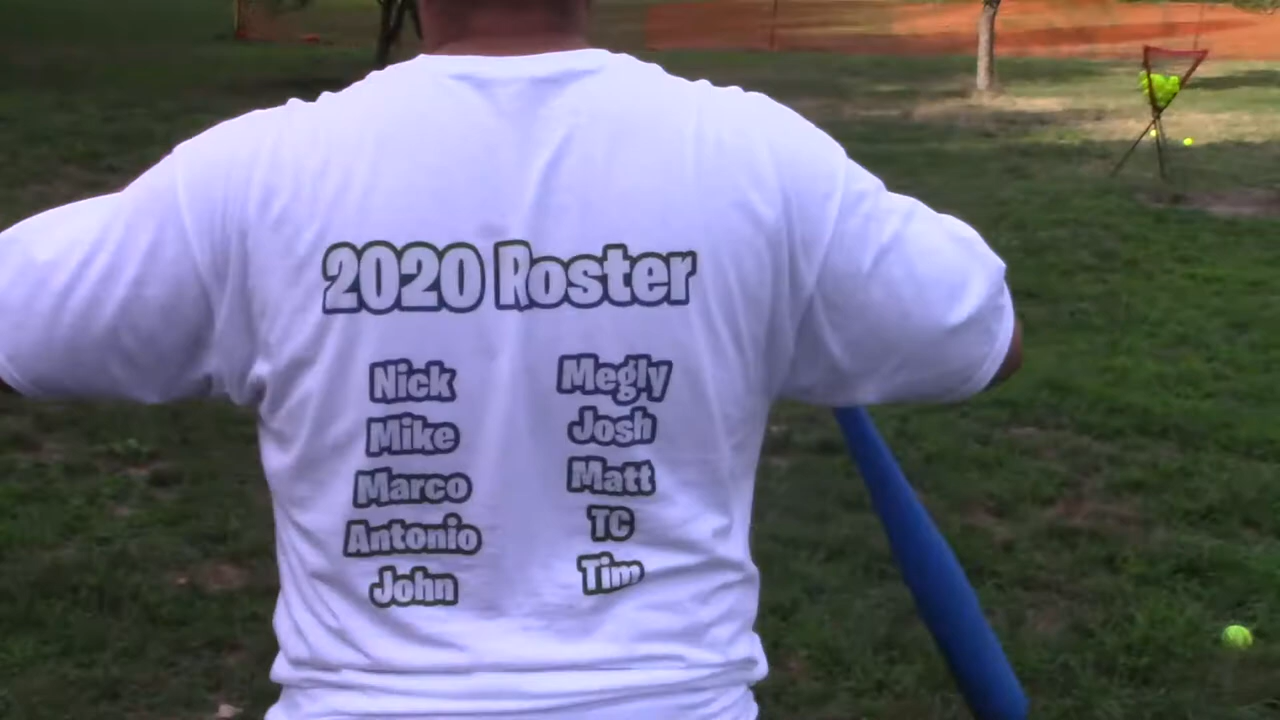 2020 Roster
Nick
Mike
Marco
Antonio
John
Megly
Josh
Matt
TC
Tim